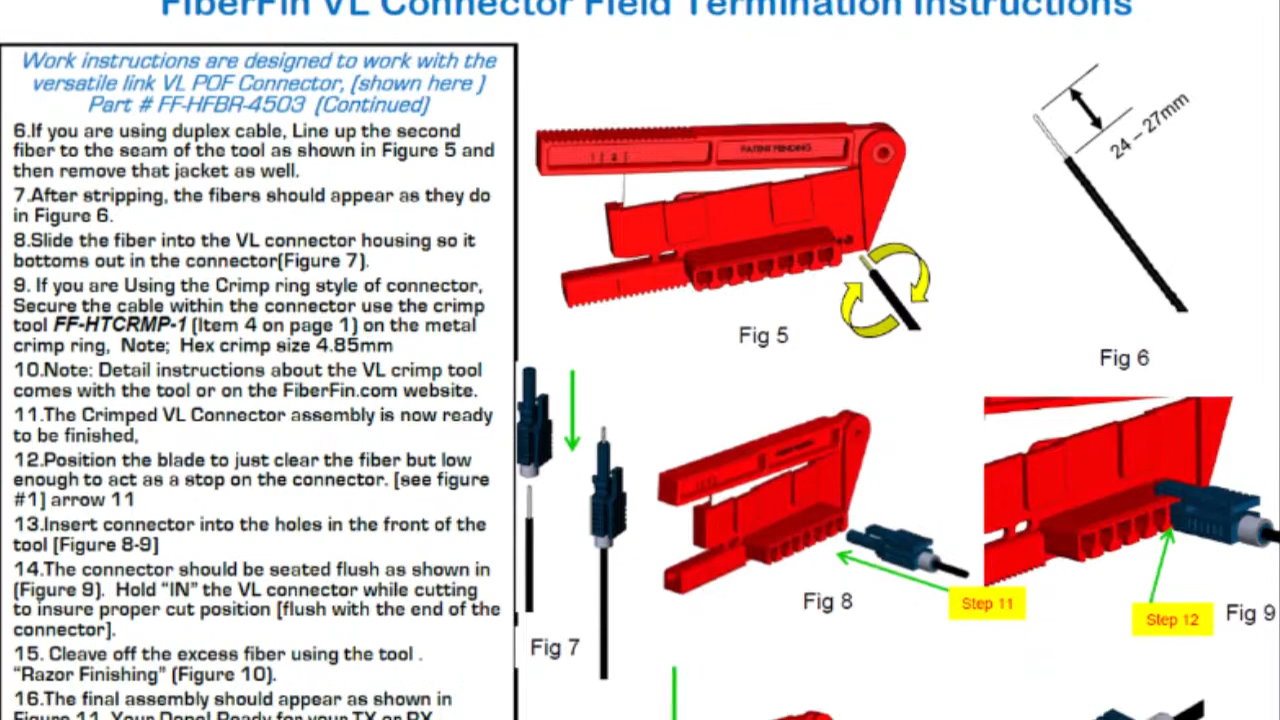 FiberFin VL Connector Field Termination Instructions
Work instructions are designed to work with the
versatile link VL POF Connector, (shown here )
Part # FF-HFBR-4503 (Continued)
6.If you are using duplex cable, Line up the second
fiber to the seam of the tool as shown in Figure 5 and
then remove that jacket as well.
7.After stripping, the fibers should appear as they do
in Figure 6.
8.Slide the fiber into the VL connector housing so it
bottoms out in the connector(Figure 7).
9. If you are Using the Crimp ring style of connector,
Secure the cable within the connector use the crimp
tool FF-HTCRMP-1 (Item 4 on page 1) on the metal
crimp ring, Note; Hex crimp size 4.85mm
10.Note: Detail instructions about the VL crimp tool
comes with the tool or on the FiberFin.com website.
11.The Crimped VL Connector assembly is now ready
to be finished,
12.Position the blade to just clear the fiber but low
enough to act as a stop on the connector. [see figure
#1] arrow 11
13.Insert connector into the holes in the front of the
tool [Figure 8-9]
14.The connector should be seated flush as shown in
(Figure 9). Hold "IN" the VL connector while cutting
to insure proper cut position [flush with the end of the
connector].
15. Cleave off the excess fiber using the tool .
"Razor Finishing" (Figure 10).
16.The final assembly should appear as shown in
Figure 11. Your Done! Ready for your TX or RX
PATENT PENDING
Fig 5
24 – 27mm
Fig 6
Fig 7
Fig 8
Step 11
Step 12
Fig 9